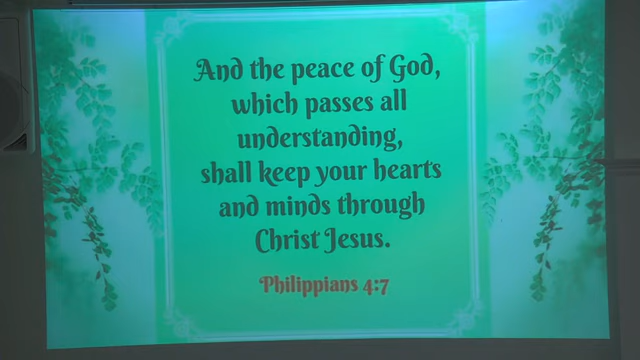 And the peace of God,
which passes all
understanding,
shall keep your hearts
and minds through
Christ Jesus.
Philippians 4:7